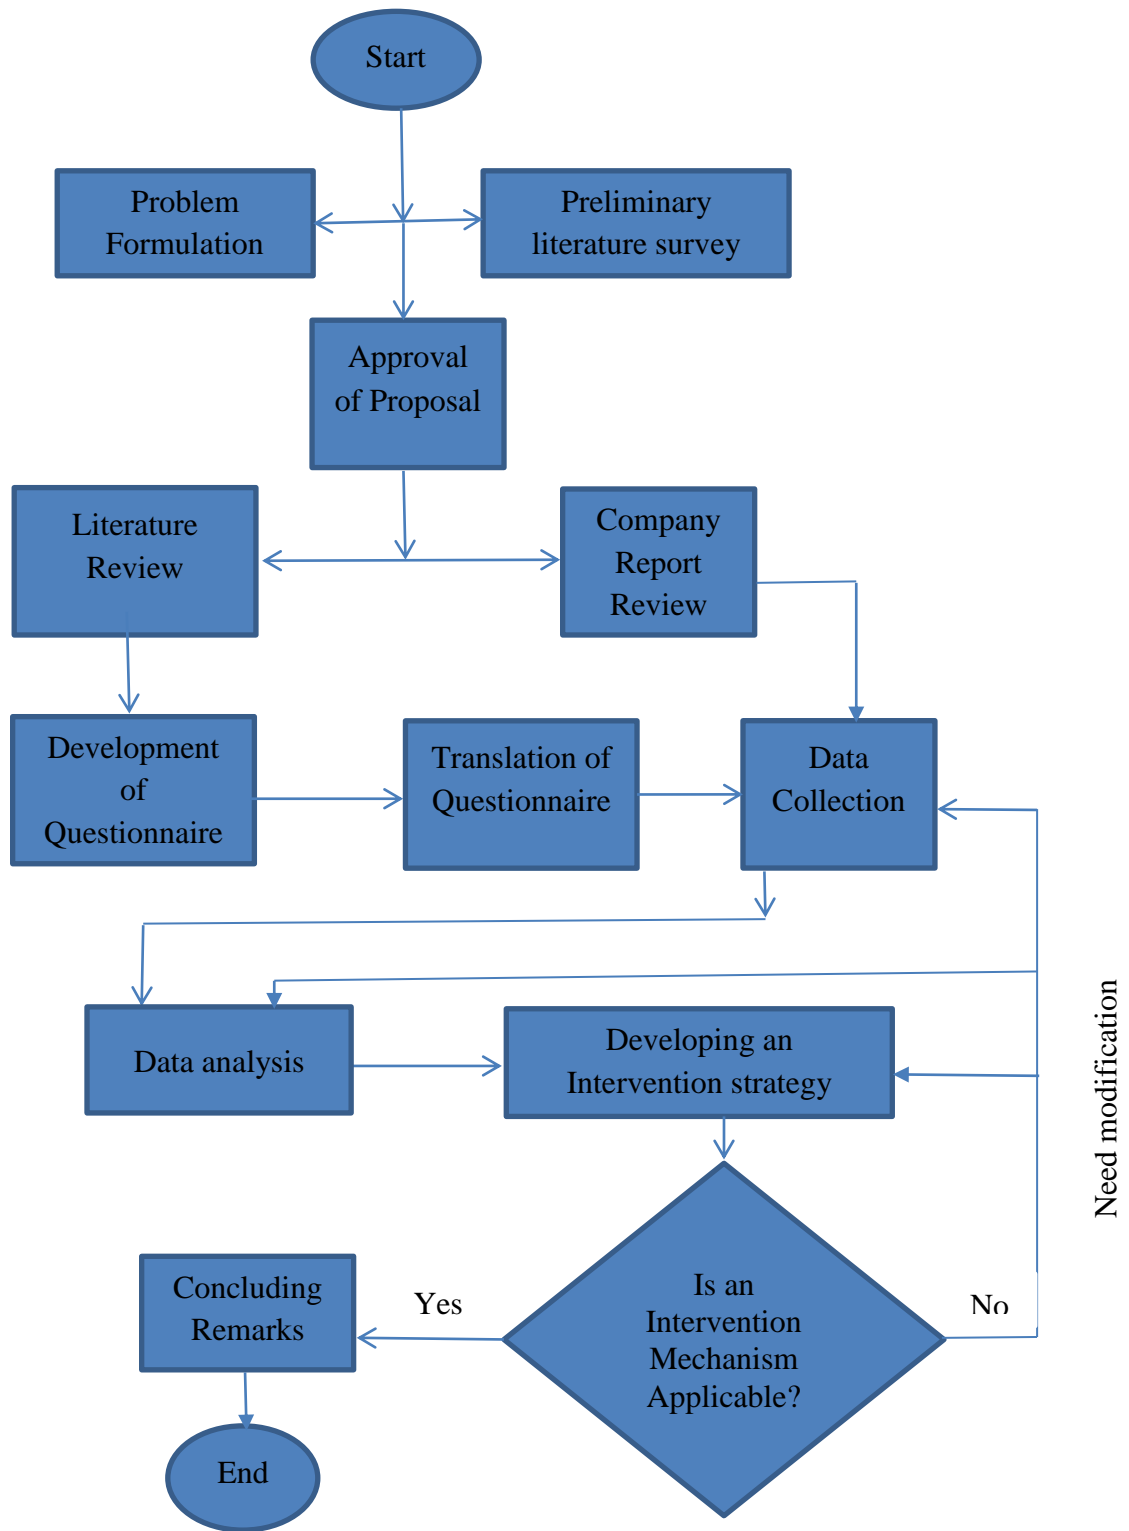 Start
Problem
Formulation
Preliminary
literature survey
Approval
of Proposal
Literature
Review
Company
Report
Review
Development
of
Questionnaire
Translation of
Questionnaire
Data
Collection
Data analysis
Developing an
Intervention strategy
Need modification
Concluding
Remarks
Yes
Is an
Intervention
Mechanism
Applicable?
No
End